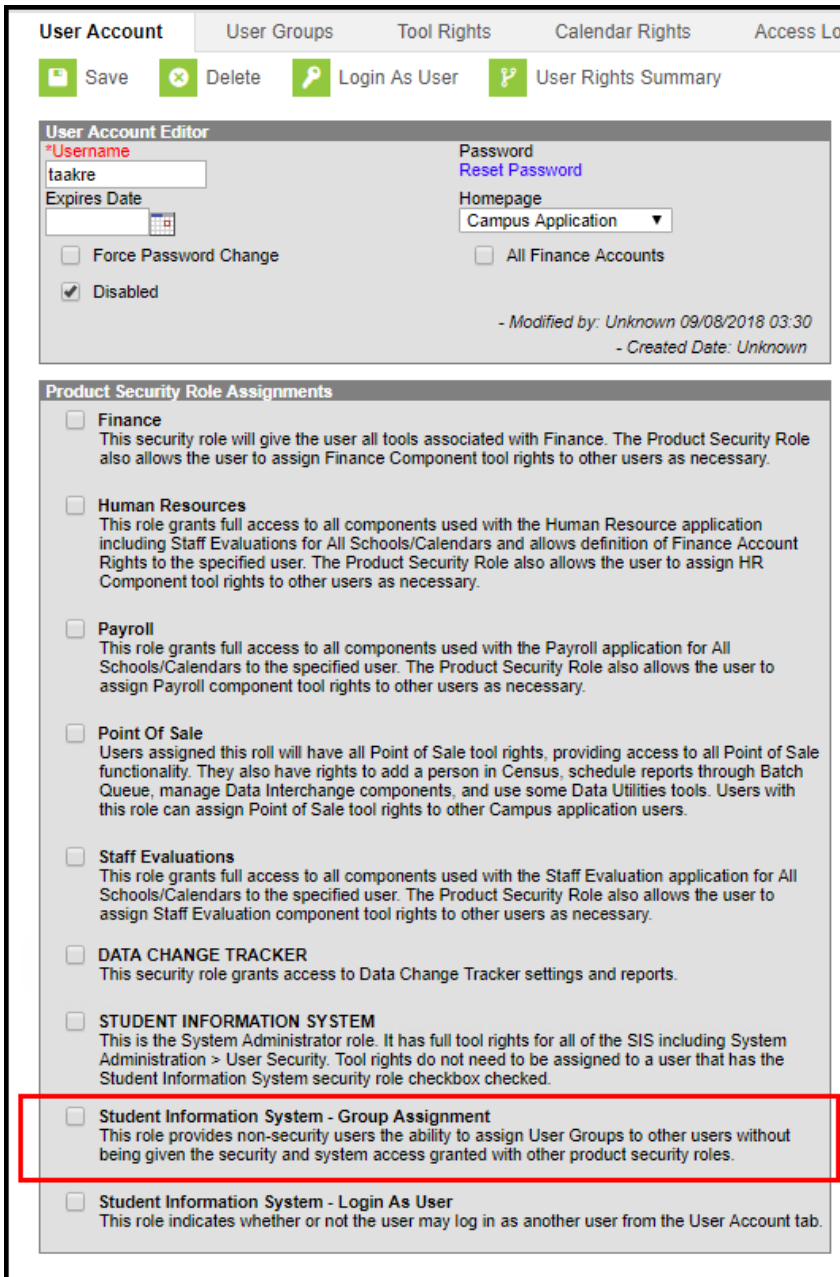 User Account User Groups Tool Rights Calendar Rights Access Lo
Save Delete Login As User User Rights Summary
User Account Editor
*Username Password
taakre Reset Password
Expires Date Homepage
Campus Application
Force Password Change All Finance Accounts
Disabled
- Modified by: Unknown 09/08/2018 03:30
- Created Date: Unknown
Product Security Role Assignments
Finance
This security role will give the user all tools associated with Finance. The Product Security Role
also allows the user to assign Finance Component tool rights to other users as necessary.
Human Resources
This role grants full access to all components used with the Human Resource application
including Staff Evaluations for All Schools/Calendars and allows definition of Finance Account
Rights to the specified user. The Product Security Role also allows the user to assign HR
Component tool rights to other users as necessary.
Payroll
This role grants full access to all components used with the Payroll application for All
Schools/Calendars to the specified user. The Product Security Role also allows the user to
assign Payroll component tool rights to other users as necessary.
Point Of Sale
Users assigned this roll will have all Point of Sale tool rights, providing access to all Point of Sale
functionality. They also have rights to add a person in Census, schedule reports through Batch
Queue, manage Data Interchange components, and use some Data Utilities tools. Users with
this role can assign Point of Sale tool rights to other Campus application users.
Staff Evaluations
This role grants full access to all components used with the Staff Evaluation application for All
Schools/Calendars to the specified user. The Product Security Role also allows the user to
assign Staff Evaluation component tool rights to other users as necessary.
DATA CHANGE TRACKER
This security role grants access to Data Change Tracker settings and reports.
STUDENT INFORMATION SYSTEM
This is the System Administrator role. It has full tool rights for all of the SIS including System
Administration > User Security. Tool rights do not need to be assigned to a user that has the
Student Information System security role checkbox checked.
Student Information System - Group Assignment
This role provides non-security users the ability to assign User Groups to other users without
being given the security and system access granted with other product security roles.
Student Information System - Login As User
This role indicates whether or not the user may log in as another user from the User Account tab.